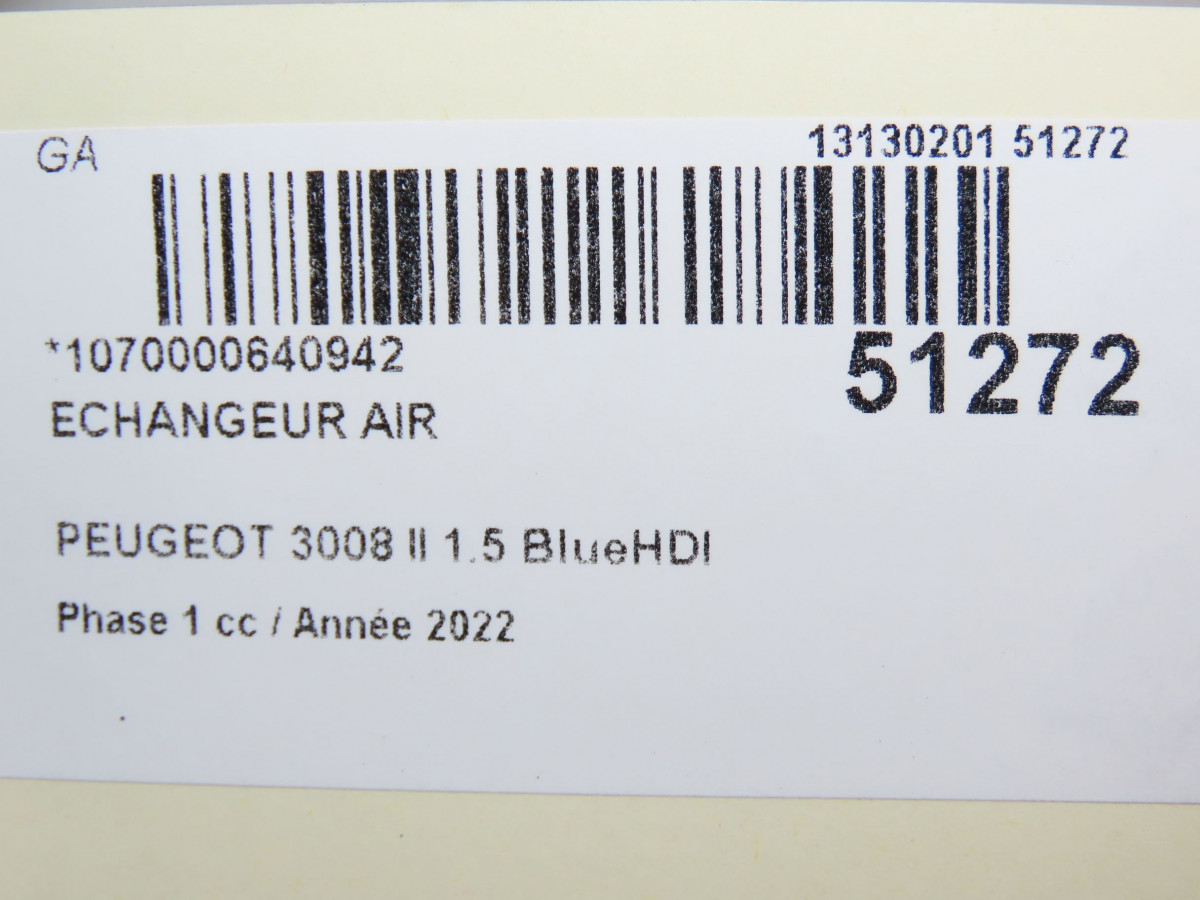 GA
13130201 51272
*1070000640942
51272
ECHANGEUR AIR
PEUGEOT 3008 II 1.5 BlueHDI
Phase 1 cc / Année 2022